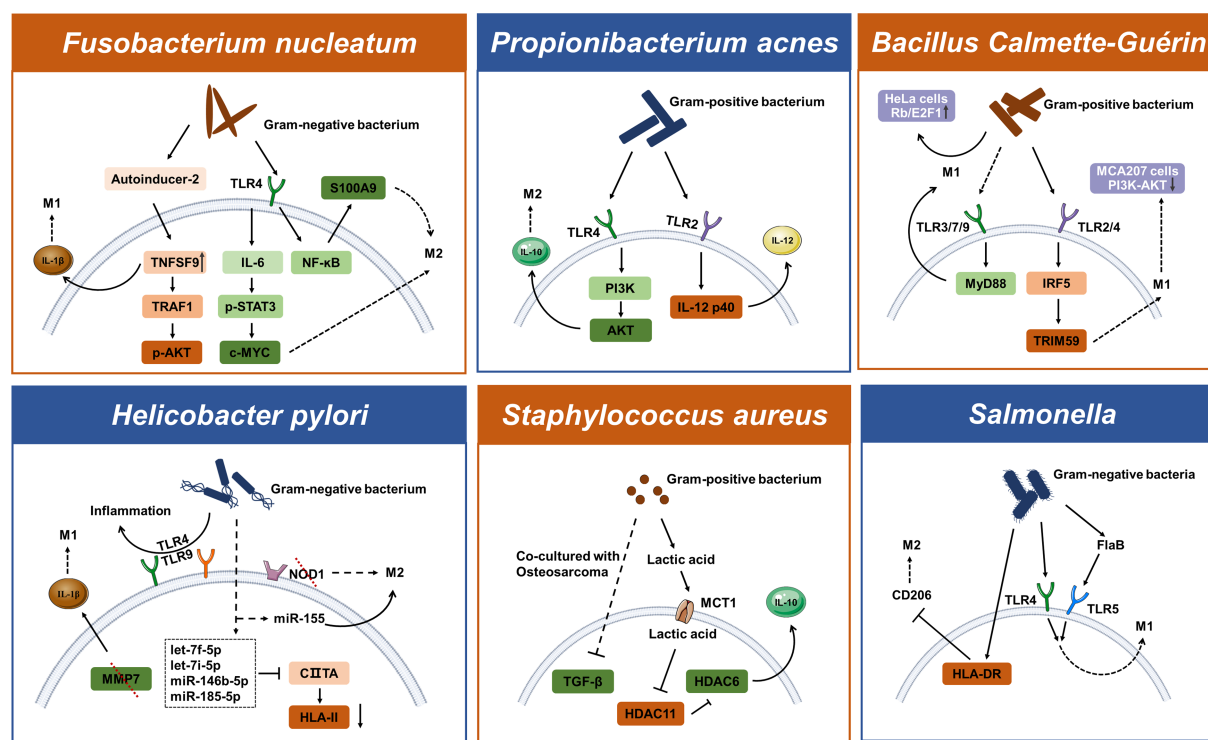 Fusobacterium nucleatum
Gram-negative bacterium
Autoinducer-2
TLR4
S100A9
M1
IL-1β
TNFSF9
IL-6
NF-κB
M2
TRAF1
p-STAT3
p-AKT
c-MYC
Propionibacterium acnes
Gram-positive bacterium
M2
TLR4
TLR2
IL-10
IL-12
PI3K
IL-12 p40
AKT
Bacillus Calmette-Guérin
HeLa cells
Rb/E2F1
Gram-positive bacterium
M1
MCA207 cells
PI3K-AKT
TLR3/7/9
TLR2/4
MyD88
IRF5
M1
TRIM59
Helicobacter pylori
Gram-negative bacterium
Inflammation
TLR4
TLR9
M1
NOD1
M2
IL-1β
miR-155
let-7f-5p
let-7i-5p
miR-146b-5p
miR-185-5p
MMP7
CⅡTA
HLA-II
Staphylococcus aureus
Gram-positive bacterium
Co-cultured with
Osteosarcoma
Lactic acid
MCT1
IL-10
Lactic acid
TGF-β
HDAC6
HDAC11
Salmonella
Gram-negative bacteria
FlaB
M2
CD206
TLR4
TLR5
M1
HLA-DR